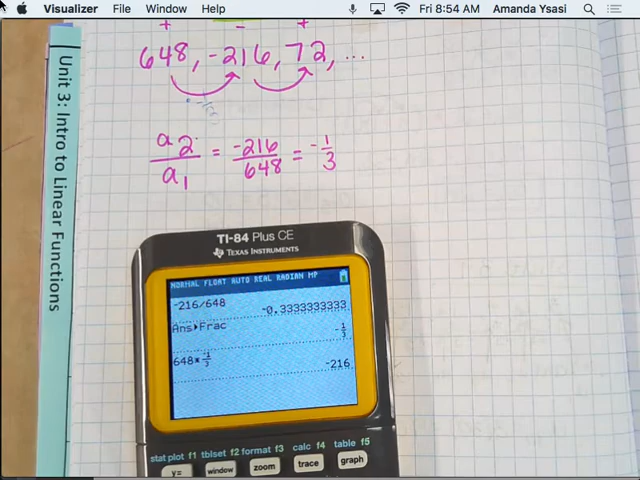 Visualizer File Window Help Fri 8:54 AM Amanda Ysasi
+ - +
648, -216, 72, ...
a2/a1 = -216/648 = -1/3
Unit 3: Intro to Linear Functions
TI-84 Plus CE
TEXAS INSTRUMENTS
NORMAL FLOAT AUTO REAL RADIAN MP
-216/648
-0.3333333333
Ans▶Frac
-1/3
648*-1/3
-216
stat plot f1 tblset f2 format f3 calc f4 table f5
y= window zoom trace graph